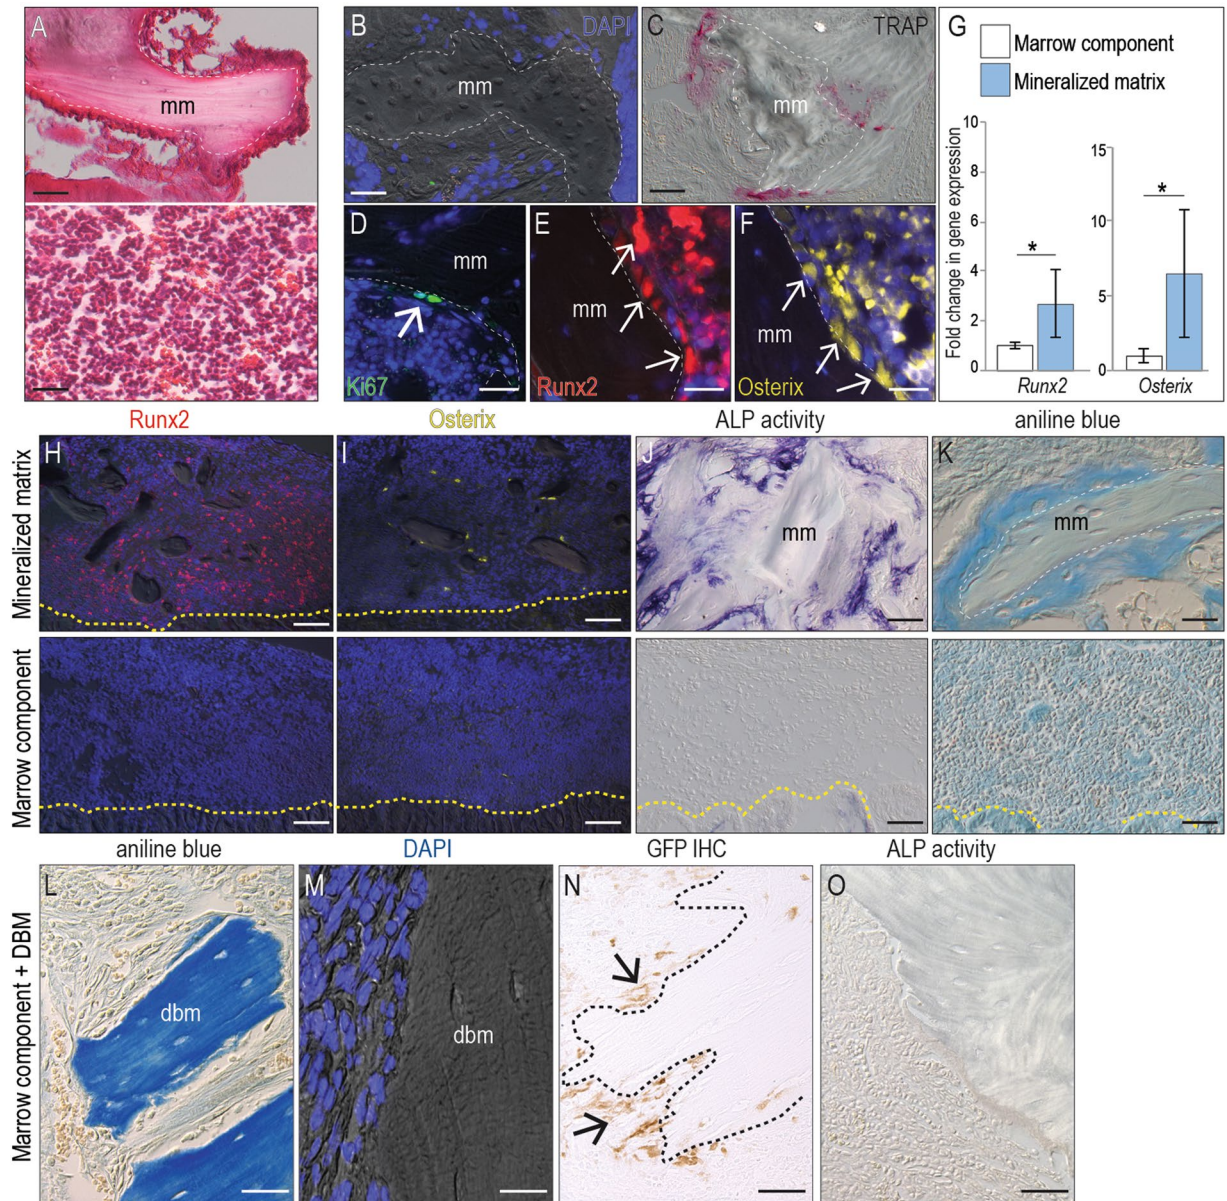 A
mm
B
DAPI
mm
C
TRAP
mm
D
mm
Ki67
E
mm
Runx2
F
mm
Osterix
G
Marrow component
Mineralized matrix
Fold change in gene expression
10
8
6
4
2
0
*
Runx2
15
10
5
0
*
Osterix
Runx2
Osterix
ALP activity
aniline blue
Mineralized matrix
H
I
J
mm
K
mm
Marrow component
aniline blue
DAPI
GFP IHC
ALP activity
Marrow component + DBM
L
dbm
M
dbm
N
O